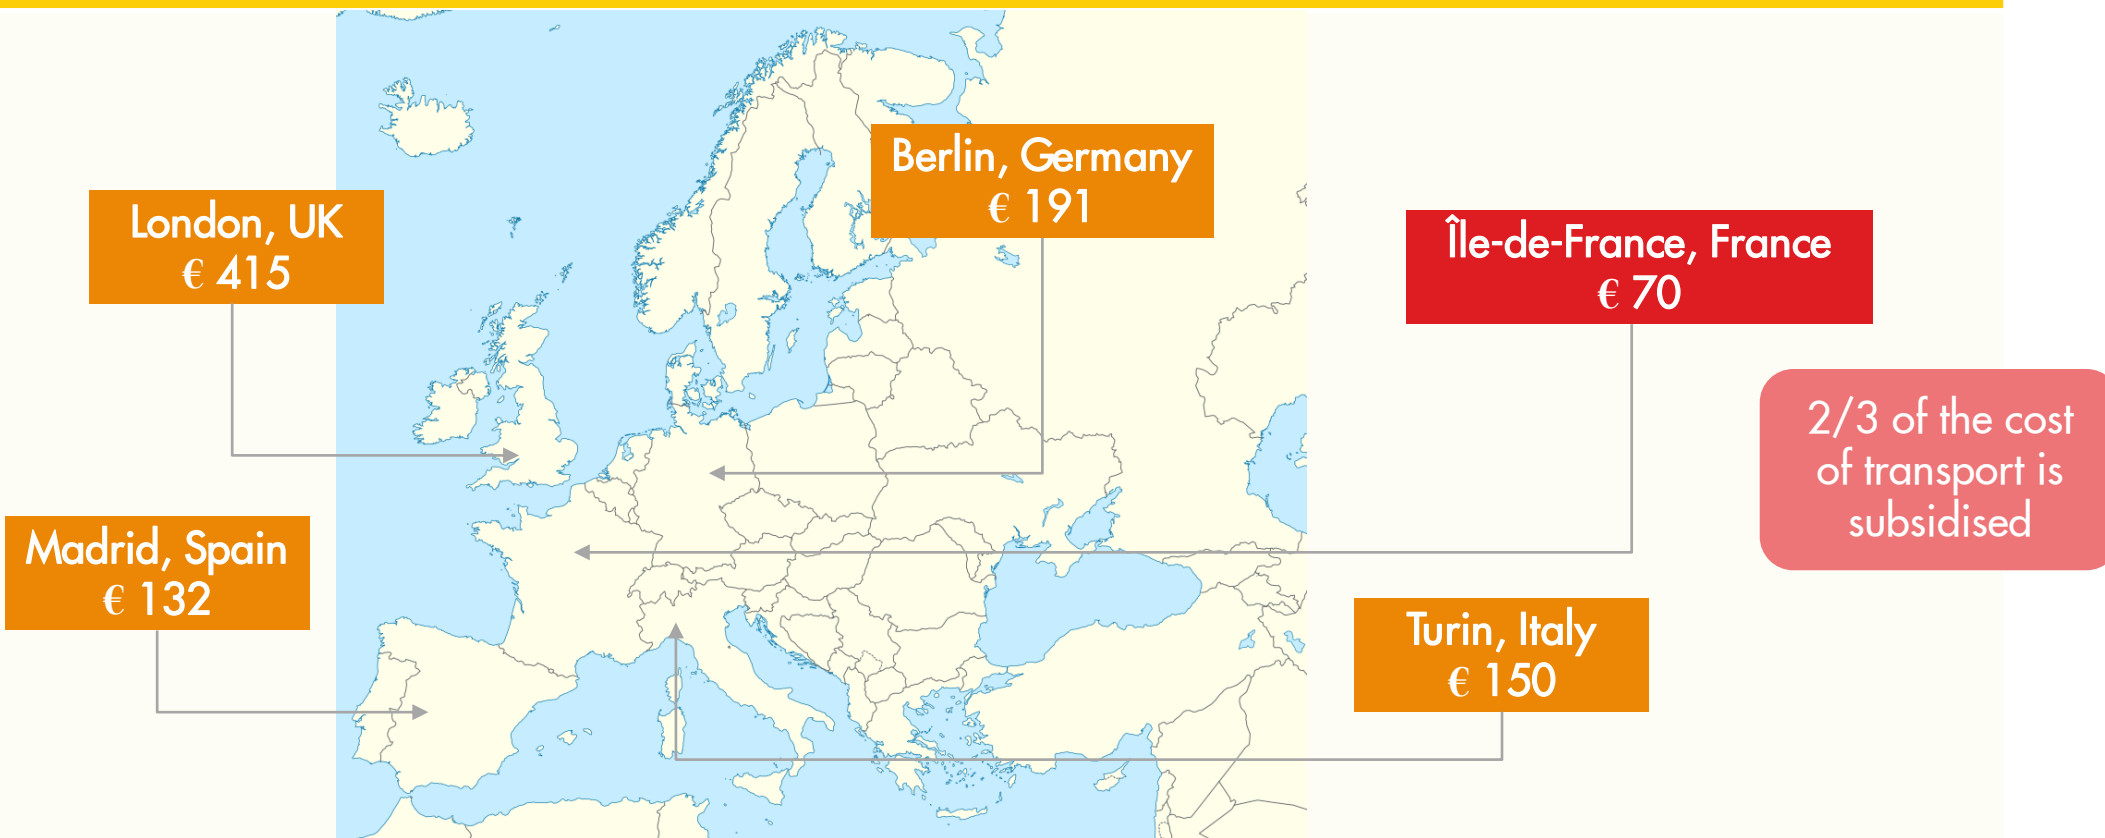 Berlin, Germany
€ 191
London, UK
€ 415
Île-de-France, France
€ 70
2/3 of the cost
of transport is
subsidised
Madrid, Spain
€ 132
Turin, Italy
€ 150